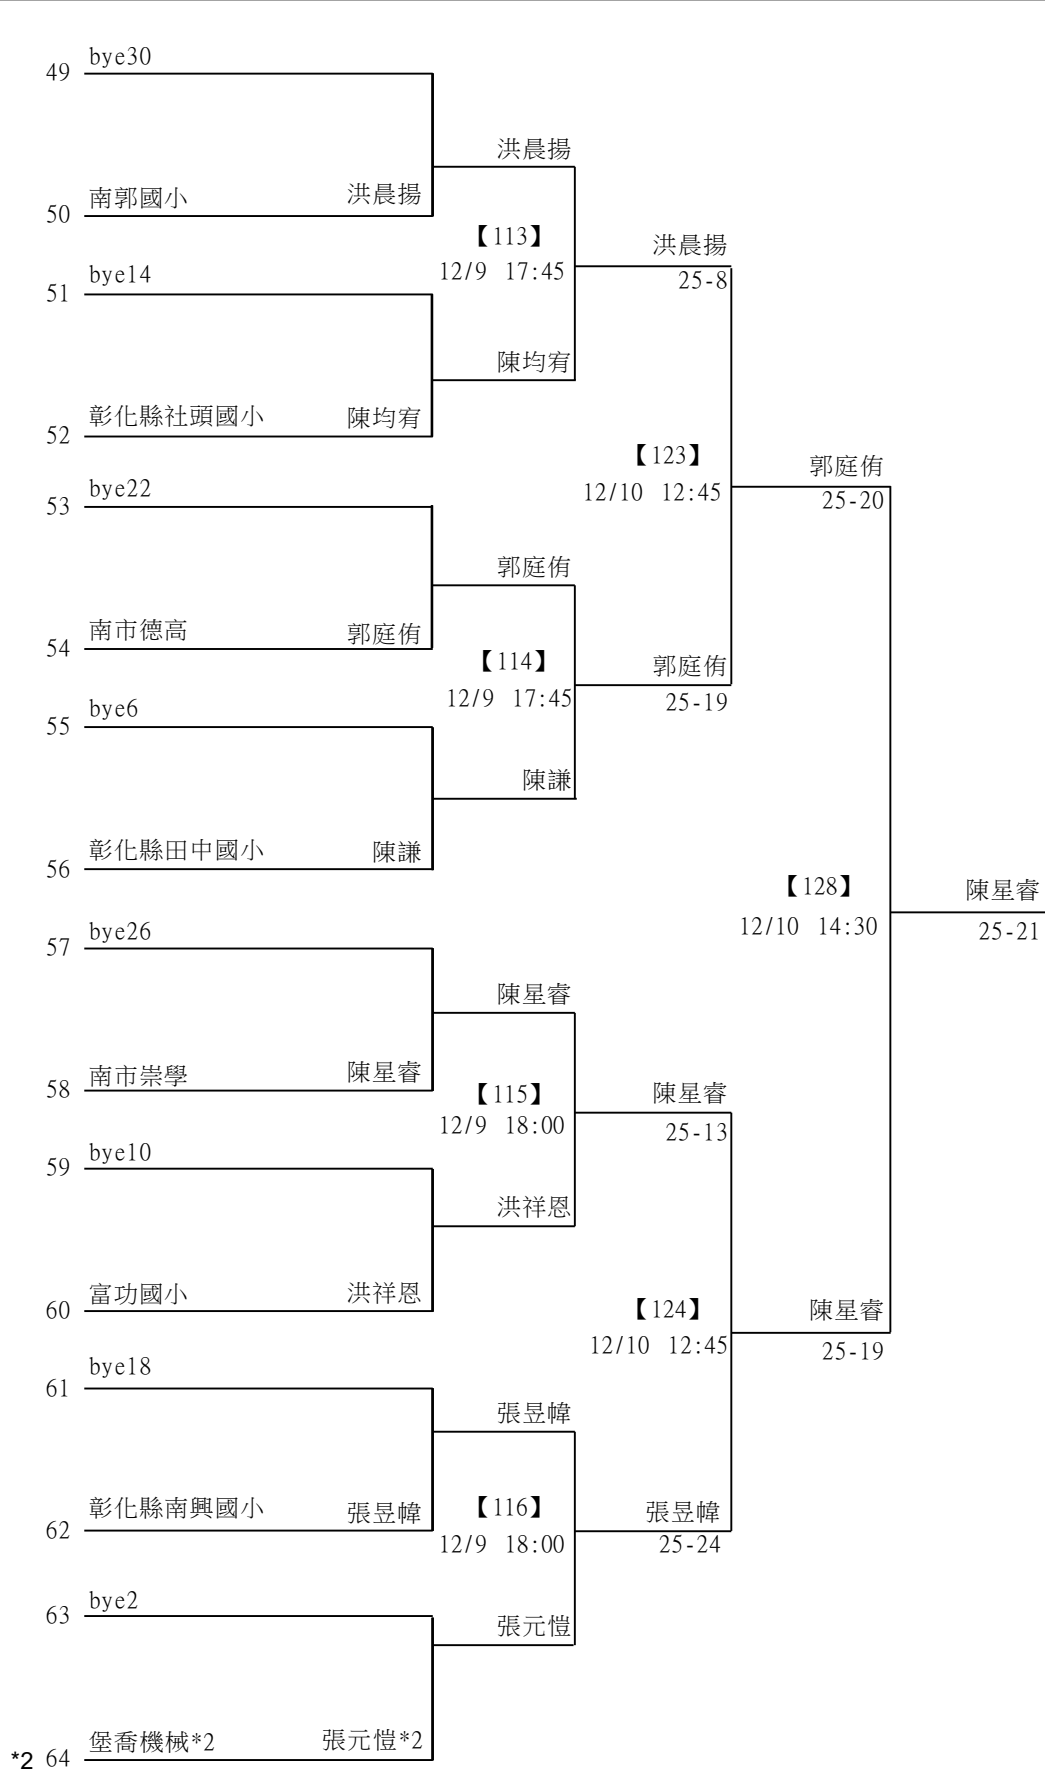 bye30
49
洪晨揚
南郭國小 洪晨揚
50
【113】
洪晨揚
12/9 17:45
bye14
25-8
51
陳均宥
彰化縣社頭國小 陳均宥
52
【123】
郭庭侑
bye22
12/10 12:45
25-20
53
郭庭侑
南市德高 郭庭侑
54
【114】
郭庭侑
12/9 17:45
25-19
bye6
55
陳謙
彰化縣田中國小 陳謙
56
【128】
陳星睿
12/10 14:30
25-21
bye26
57
陳星睿
南市崇學 陳星睿
58
【115】
陳星睿
12/9 18:00
25-13
bye10
59
洪祥恩
富功國小 洪祥恩
60
【124】
陳星睿
12/10 12:45
25-19
bye18
61
張昱幃
彰化縣南興國小 張昱幃
62
【116】
張昱幃
12/9 18:00
25-24
bye2
63
張元愷
堡喬機械*2 張元愷*2
*2 64